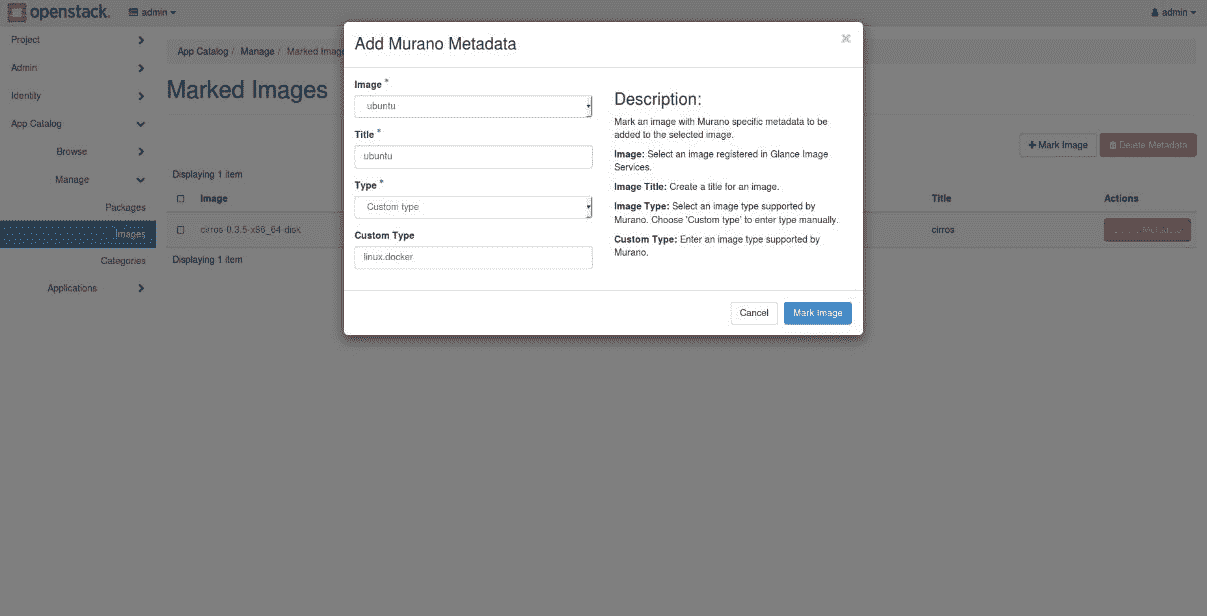 openstack. admin admin
Project
Admin
Identity
App Catalog
Browse
Manage
Packages
Images
Categories
Applications
App Catalog / Manage / Marked Image
Marked Images
+ Mark Image Delete Metadata
Displaying 1 item
Image Title Actions
cirros-0.3.5-x86_64-disk cirros
Displaying 1 item
Add Murano Metadata ×
Image *
ubuntu
Title *
ubuntu
Type *
Custom type
Custom Type
linux.docker
Description:
Mark an image with Murano specific metadata to be
added to the selected image.
Image: Select an image registered in Glance Image
Services.
Image Title: Create a title for an image.
Image Type: Select an image type supported by
Murano. Choose 'Custom type' to enter type manually.
Custom Type: Enter an image type supported by
Murano.
Cancel Mark Image